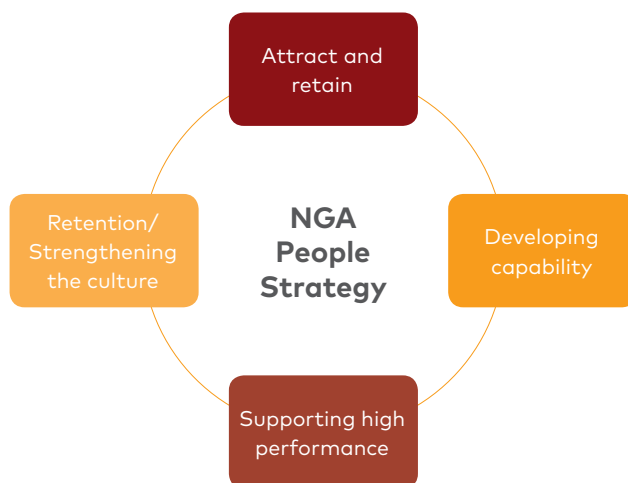 Attract and
retain
Retention/
Strengthening
the culture
NGA
People
Strategy
Developing
capability
Supporting high
performance